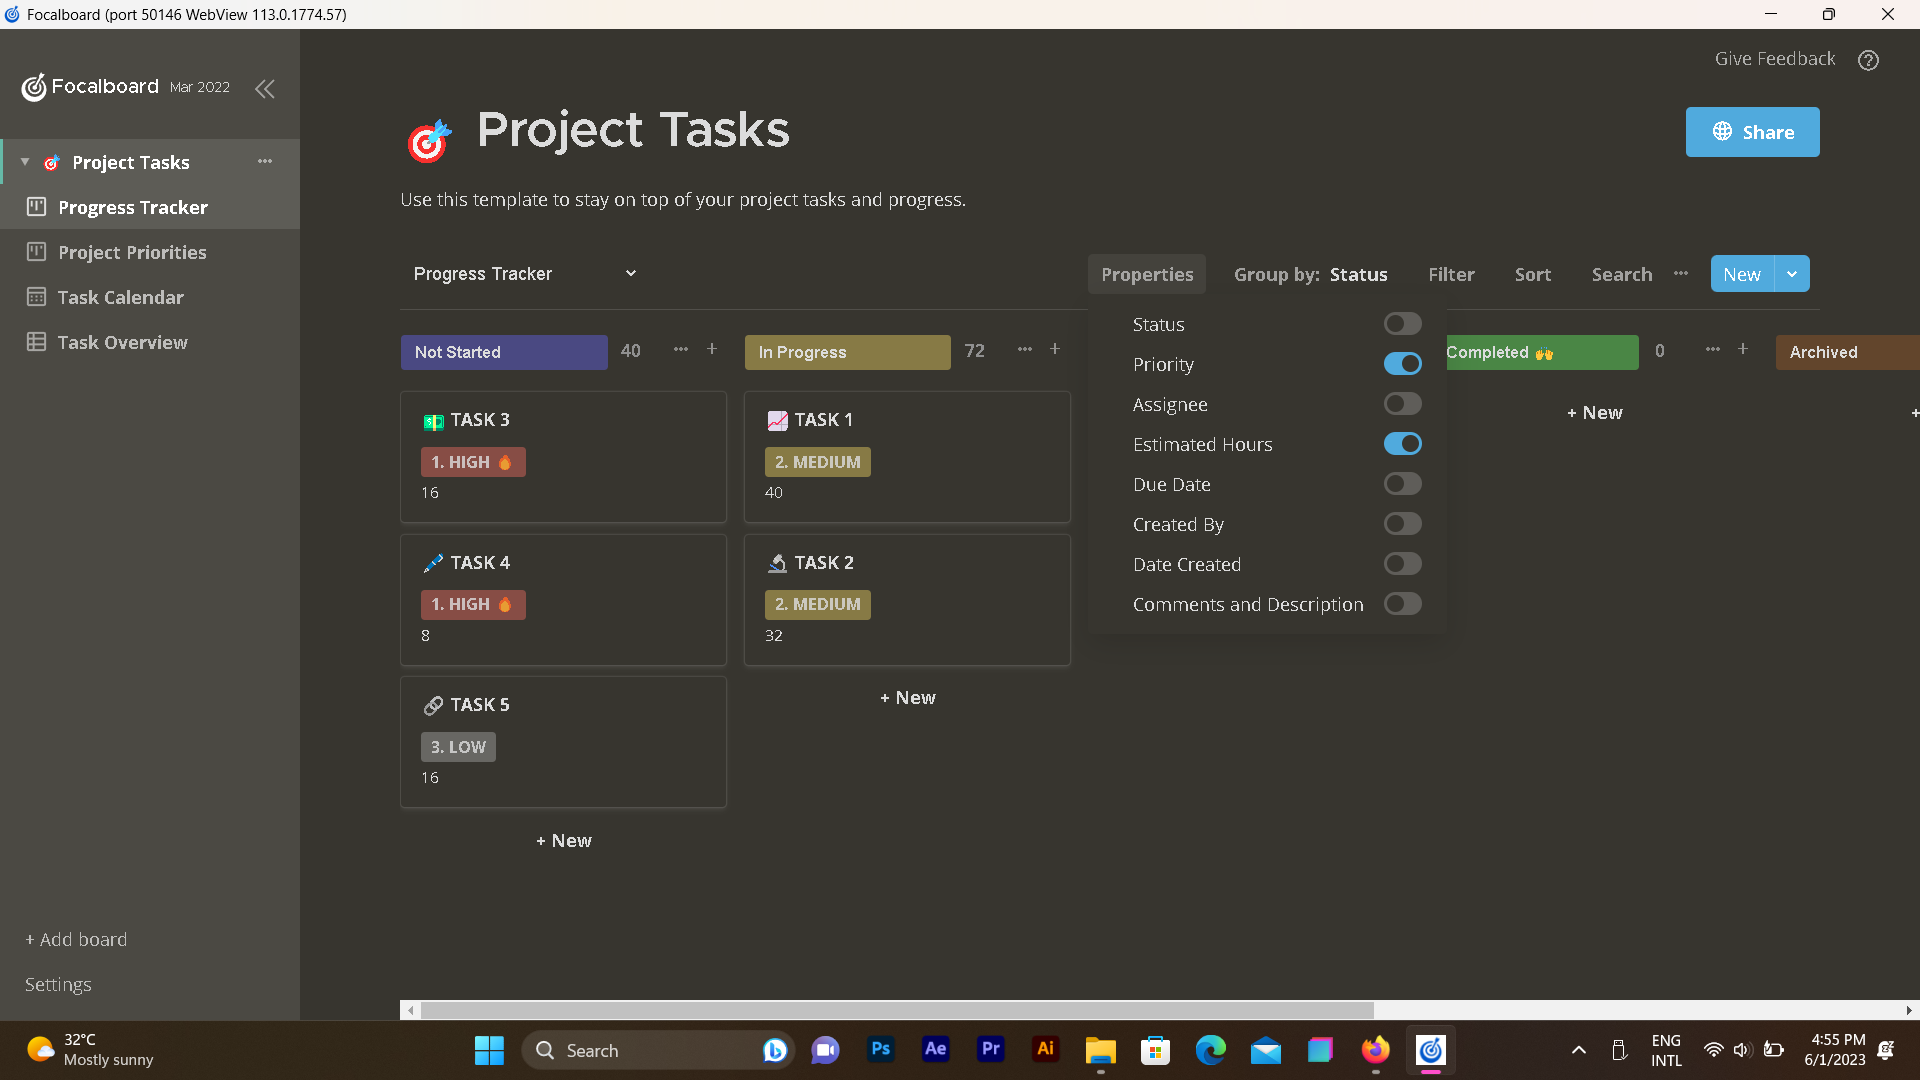 Focalboard (port 50146 WebView 113.0.1774.57)
Give Feedback
Focalboard Mar 2022
Project Tasks
Progress Tracker
Project Priorities
Task Calendar
Task Overview
+ Add board
Settings
Project Tasks
Share
Use this template to stay on top of your project tasks and progress.
Progress Tracker
Properties Group by: Status Filter Sort Search New
Status
Priority
Assignee
Estimated Hours
Due Date
Created By
Date Created
Comments and Description
Not Started 40
TASK 3
1. HIGH
16
TASK 4
1. HIGH
8
TASK 5
3. LOW
16
+ New
In Progress 72
TASK 1
2. MEDIUM
40
TASK 2
2. MEDIUM
32
+ New
Completed 0
+ New
Archived
+
32°C
Mostly sunny
Search
Ps
Ae
Pr
Ai
ENG
INTL
4:55 PM
6/1/2023